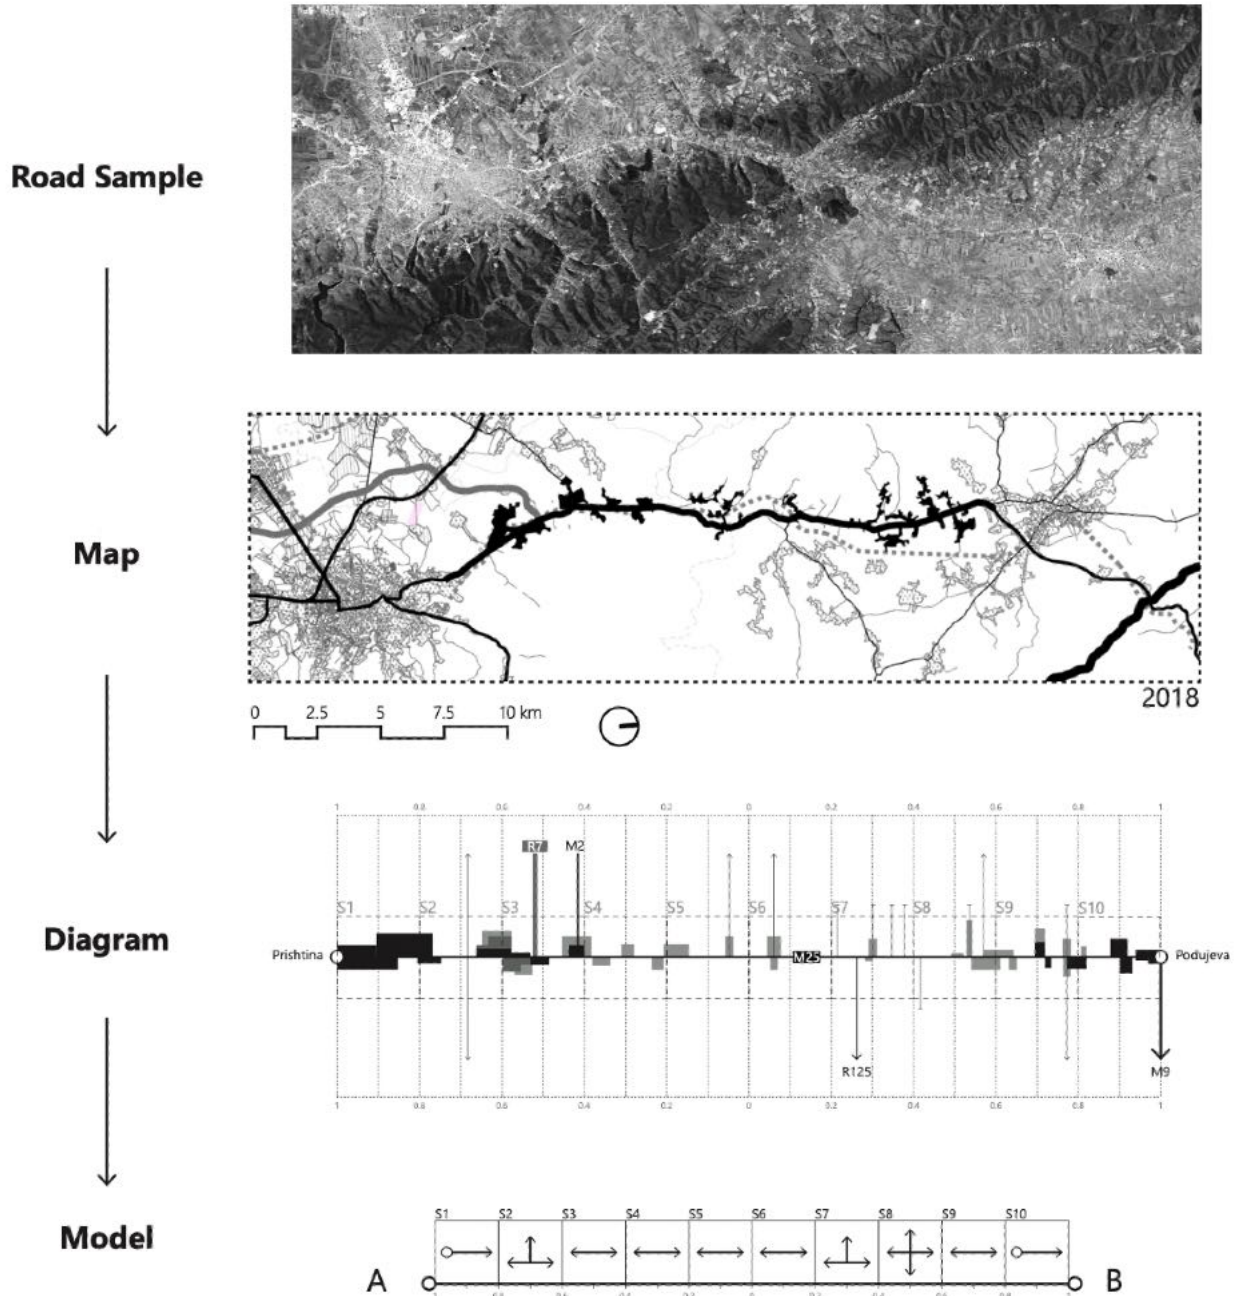 Road Sample
Map
2018
0 2.5 5 7.5 10 km
1 0.8 0.6 0.4 0.2 0 0.2 0.4 0.6 0.8 1
R7 M2
S1 S2 S3 S4 S5 S6 S7 S8 S9 S10
Diagram
Prishtina M25 Podujeva
R125 M9
1 0.8 0.6 0.4 0.2 0 0.2 0.4 0.6 0.8 1
Model
S1 S2 S3 S4 S5 S6 S7 S8 S9 S10
A B